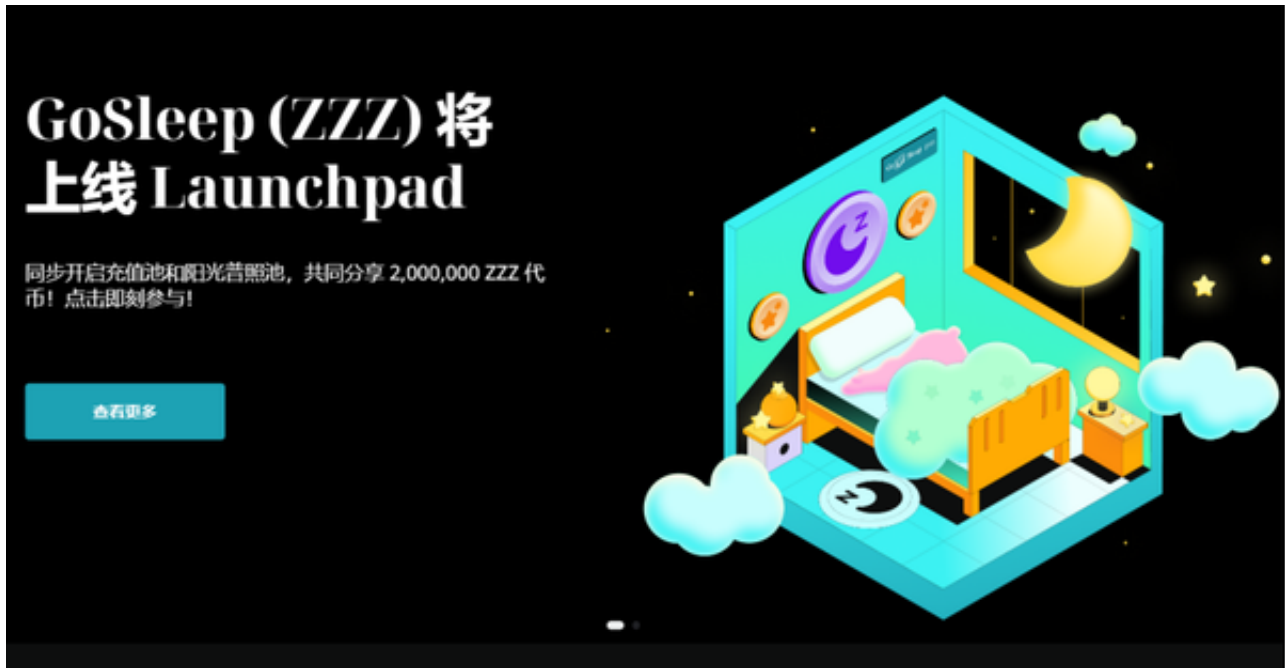 GoSleep (ZZZ) 将
上线 Launchpad
同步开启充值池和阳光普照池，共同分享 2,000,000 ZZZ 代
币！点击即刻参与！
查看更多
Z
Z